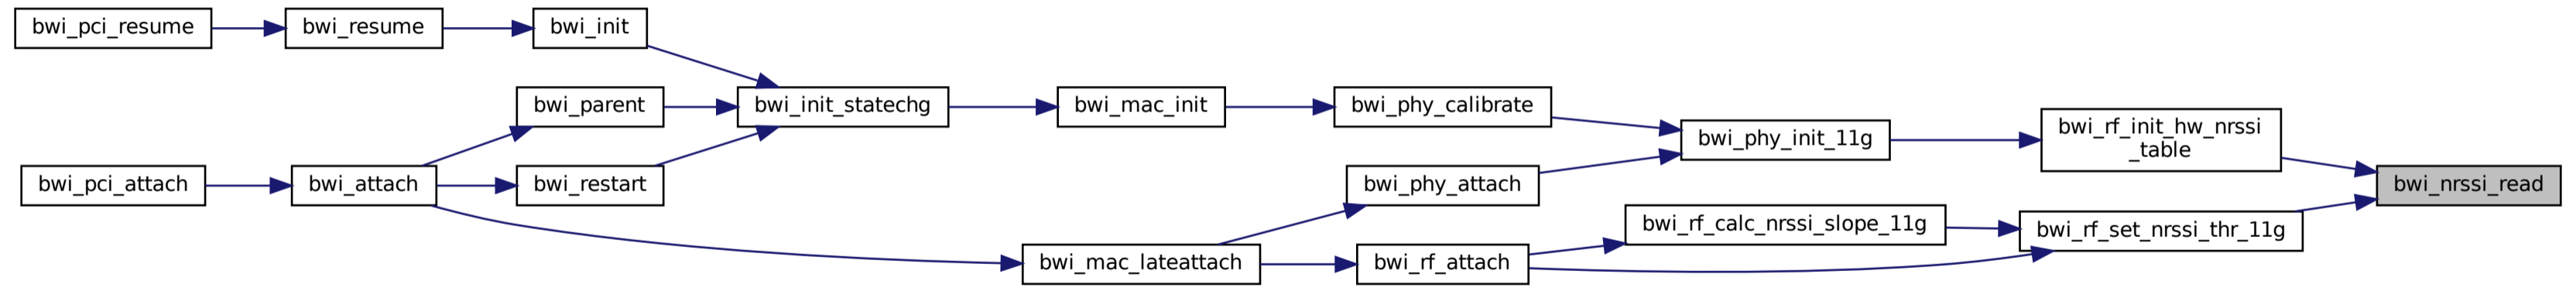 bwi_pci_resume
bwi_resume
bwi_init
bwi_parent
bwi_init_statechg
bwi_mac_init
bwi_phy_calibrate
bwi_phy_init_11g
bwi_rf_init_hw_nrssi
_table
bwi_pci_attach
bwi_attach
bwi_restart
bwi_phy_attach
bwi_nrssi_read
bwi_rf_calc_nrssi_slope_11g
bwi_rf_set_nrssi_thr_11g
bwi_mac_lateattach
bwi_rf_attach